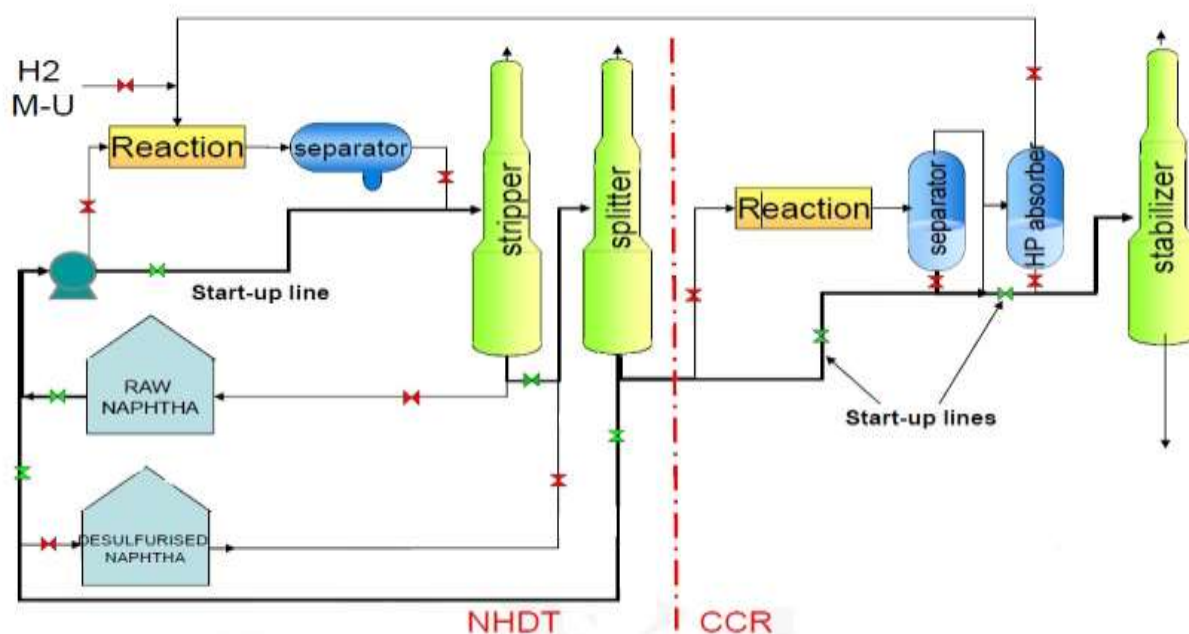 H2
M-U
Reaction
separator
stripper
splitter
Start-up line
RAW
NAPHTHA
DESULFURISED
NAPHTHA
NHDT
CCR
Reaction
separator
HP absorber
stabilizer
Start-up lines